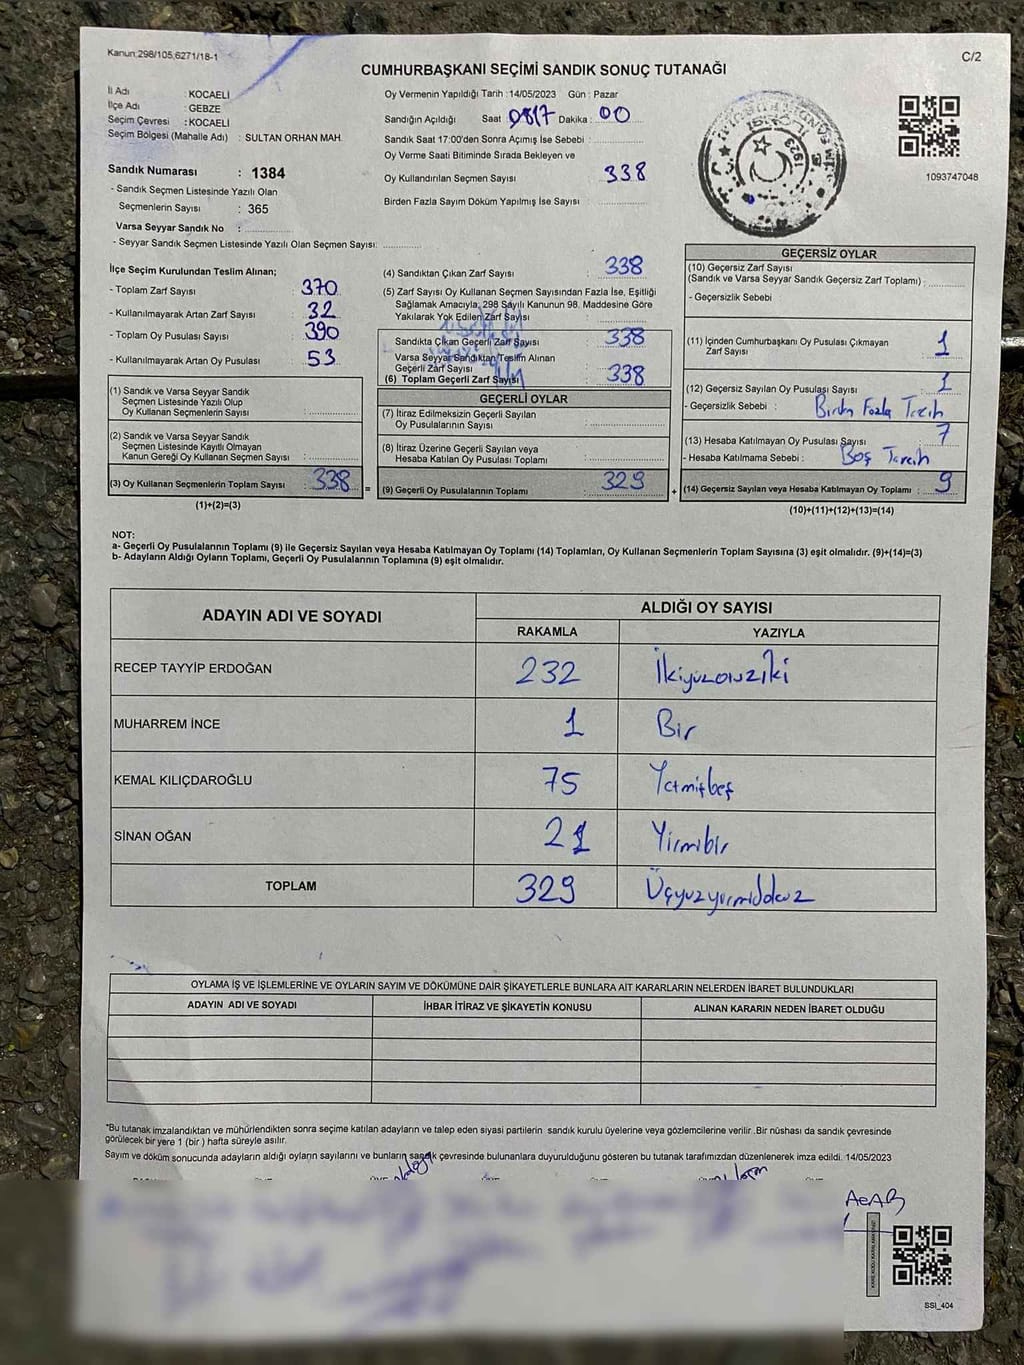 Kanun:298/105,6271/18-1
C/2
CUMHURBAŞKANI SEÇİMİ SANDIK SONUÇ TUTANAĞI
İl Adı : KOCAELİ
İlçe Adı : GEBZE
Seçim Çevresi : KOCAELİ
Seçim Bölgesi (Mahalle Adı) : SULTAN ORHAN MAH.
Sandık Numarası : 1384
- Sandık Seçmen Listesinde Yazılı Olan
Seçmenlerin Sayısı : 365
Varsa Seyyar Sandık No :
- Seyyar Sandık Seçmen Listesinde Yazılı Olan Seçmen Sayısı:
Oy Vermenin Yapıldığı Tarih : 14/05/2023 Gün : Pazar
Sandığın Açıldığı Saat Dakika : 00
Sandık Saat 17:00'den Sonra Açımış İse Sebebi :
Oy Verme Saati Bitiminde Sırada Bekleyen ve
Oy Kullandırılan Seçmen Sayısı : 338
Birden Fazla Sayım Döküm Yapılmış İse Sayısı :
1093747048
İlçe Seçim Kurulundan Teslim Alınan;
- Toplam Zarf Sayısı : 370
- Kullanılmayarak Artan Zarf Sayısı : 32
- Toplam Oy Pusulası Sayısı : 390
- Kullanılmayarak Artan Oy Pusulası : 53
(1) Sandık ve Varsa Seyyar Sandık
Seçmen Listesinde Yazılı Olup
Oy Kullanan Seçmenlerin Sayısı :
(2) Sandık ve Varsa Seyyar Sandık
Seçmen Listesinde Kayıtlı Olmayan
Kanun Gereği Oy Kullanan Seçmen Sayısı :
(3) Oy Kullanan Seçmenlerin Toplam Sayısı : 338 =
(1)+(2)=(3)
(4) Sandıktan Çıkan Zarf Sayısı : 338
(5) Zarf Sayısı Oy Kullanan Seçmen Sayısından Fazla İse, Eşitliği
Sağlamak Amacıyla, 298 Sayılı Kanunun 98. Maddesine Göre
Yakılarak Yok Edilen Zarf Sayısı :
Sandıkta Çıkan Geçerli Zarf Sayısı : 338
Varsa Seyyar Sandıktan Teslim Alınan
Geçerli Zarf Sayısı :
(6) Toplam Geçerli Zarf Sayısı : 338
GEÇERLİ OYLAR
(7) İtiraz Edilmeksizin Geçerli Sayılan
Oy Pusulalarının Sayısı :
(8) İtiraz Üzerine Geçerli Sayılan veya
Hesaba Katılan Oy Pusulası Toplamı :
(9) Geçerli Oy Pusulalarının Toplamı : 329 +
GEÇERSİZ OYLAR
(10) Geçersiz Zarf Sayısı
(Sandık ve Varsa Seyyar Sandık Geçersiz Zarf Toplamı) :
- Geçersizlik Sebebi
(11) İçinden Cumhurbaşkanı Oy Pusulası Çıkmayan
Zarf Sayısı : 1
(12) Geçersiz Sayılan Oy Pusulası Sayısı : 1
- Geçersizlik Sebebi : Birden Fazla Tercih
(13) Hesaba Katılmayan Oy Pusulası Sayısı : 7
- Hesaba Katılmama Sebebi : Boş Tercih
(14) Geçersiz Sayılan veya Hesaba Katılmayan Oy Toplamı : 9
(10)+(11)+(12)+(13)=(14)
NOT:
a- Geçerli Oy Pusulalarının Toplamı (9) ile Geçersiz Sayılan veya Hesaba Katılmayan Oy Toplamı (14) Toplamları, Oy Kullanan Seçmenlerin Toplam Sayısına (3) eşit olmalıdır. (9)+(14)=(3)
b- Adayların Aldığı Oyların Toplamı, Geçerli Oy Pusulalarının Toplamına (9) eşit olmalıdır.
ADAYIN ADI VE SOYADI ALDIĞI OY SAYISI
RAKAMLA YAZIYLA
RECEP TAYYİP ERDOĞAN 232 İkiyüzotuziki
MUHARREM İNCE 1 Bir
KEMAL KILIÇDAROĞLU 75 Yetmişbeş
SİNAN OĞAN 21 Yirmibir
TOPLAM 329 Üçyüzyirmidokuz
OYLAMA İŞ VE İŞLEMLERİNE VE OYLARIN SAYIM VE DÖKÜMÜNE DAİR ŞİKAYETLERLE BUNLARA AİT KARARLARIN NELERDEN İBARET BULUNDUKLARI
ADAYIN ADI VE SOYADI İHBAR İTİRAZ VE ŞİKAYETİN KONUSU ALINAN KARARIN NEDEN İBARET OLDUĞU
*Bu tutanak imzalandıktan ve mühürlendikten sonra seçime katılan adayların ve talep eden siyasi partilerin sandık kurulu üyelerine veya gözlemcilerine verilir. Bir nüshası da sandık çevresinde
görülecek bir yere 1 (bir) hafta süreyle asılır.
Sayım ve döküm sonucunda adayların aldığı oyların sayılarını ve bunların sandık çevresinde bulunanlara duyurulduğunu gösteren bu tutanak tarafımızdan düzenlenerek imza edildi. 14/05/2023
SSI_404